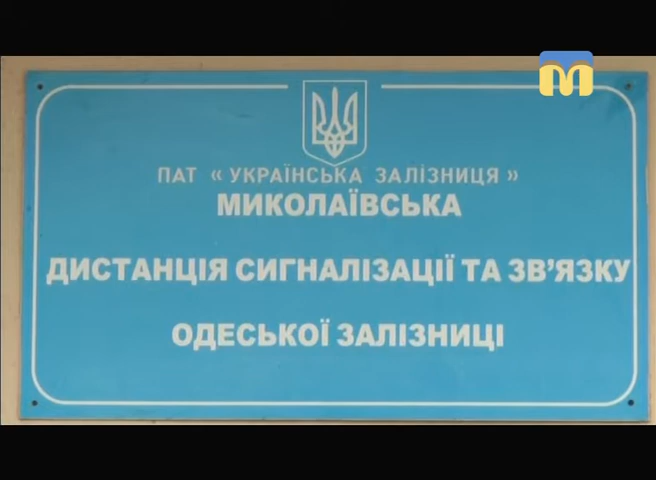 ПАТ « УКРАЇНСЬКА ЗАЛІЗНИЦЯ »
МИКОЛАЇВСЬКА
ДИСТАНЦІЯ СИГНАЛІЗАЦІЇ ТА ЗВ'ЯЗКУ
ОДЕСЬКОЇ ЗАЛІЗНИЦІ